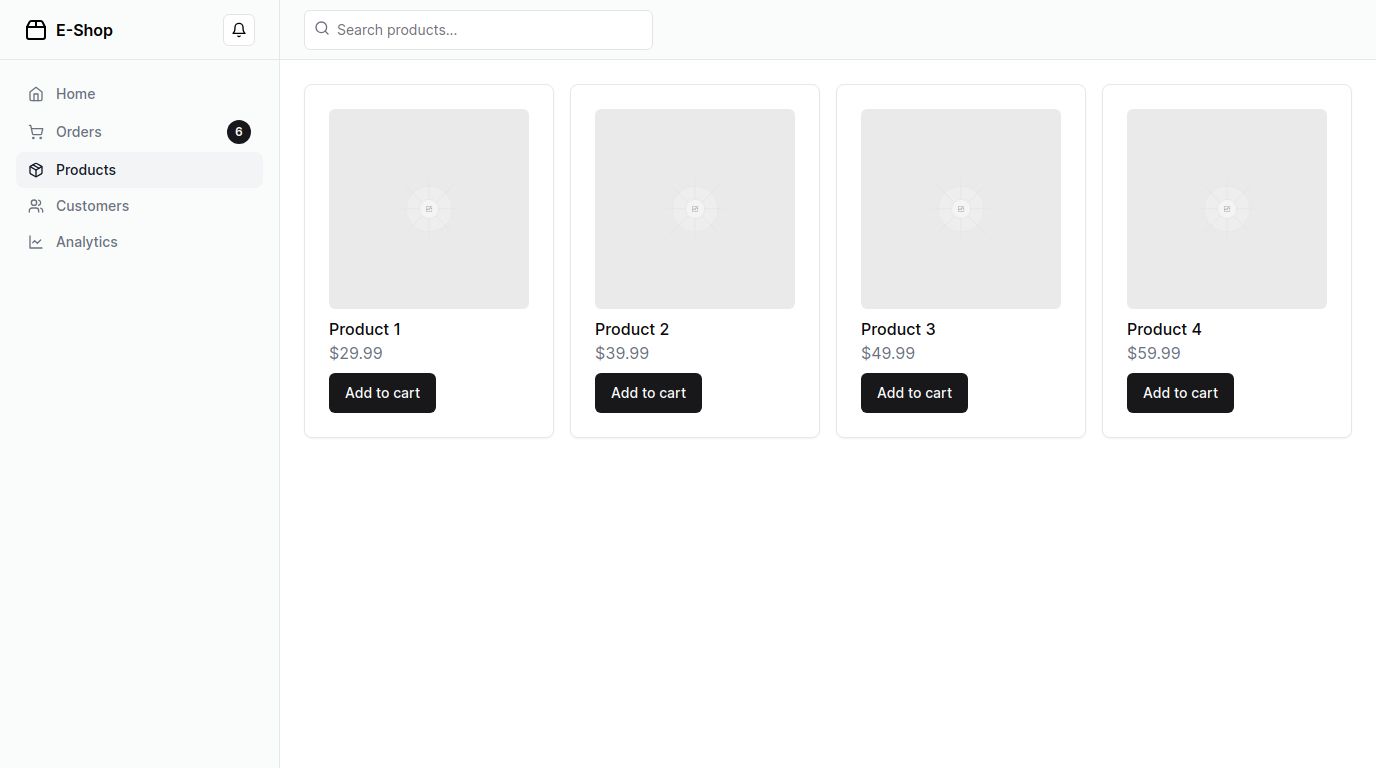 E-Shop
Search products...
Home
Orders
6
Products
Customers
Analytics
Product 1
$29.99
Add to cart
Product 2
$39.99
Add to cart
Product 3
$49.99
Add to cart
Product 4
$59.99
Add to cart